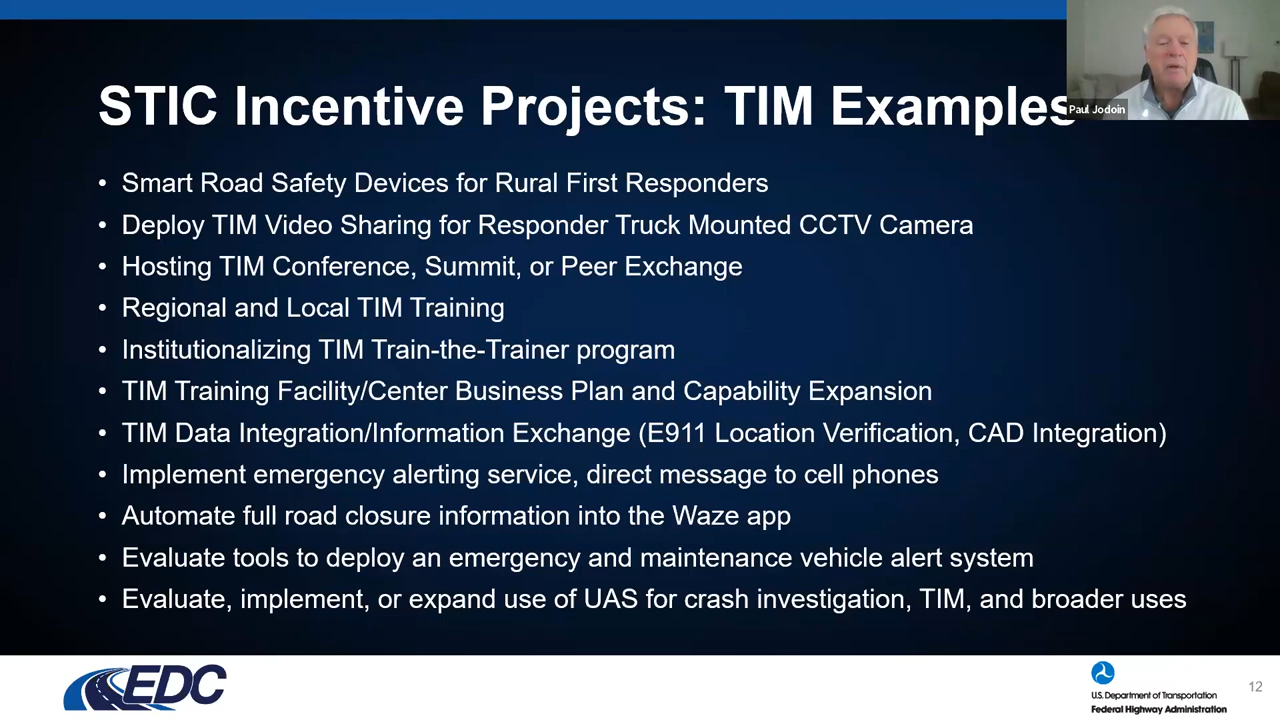 STIC Incentive Projects: TIM Examples
Paul Jodoin
• Smart Road Safety Devices for Rural First Responders
• Deploy TIM Video Sharing for Responder Truck Mounted CCTV Camera
• Hosting TIM Conference, Summit, or Peer Exchange
• Regional and Local TIM Training
• Institutionalizing TIM Train-the-Trainer program
• TIM Training Facility/Center Business Plan and Capability Expansion
• TIM Data Integration/Information Exchange (E911 Location Verification, CAD Integration)
• Implement emergency alerting service, direct message to cell phones
• Automate full road closure information into the Waze app
• Evaluate tools to deploy an emergency and maintenance vehicle alert system
• Evaluate, implement, or expand use of UAS for crash investigation, TIM, and broader uses
EDC
U.S. Department of Transportation
Federal Highway Administration
12